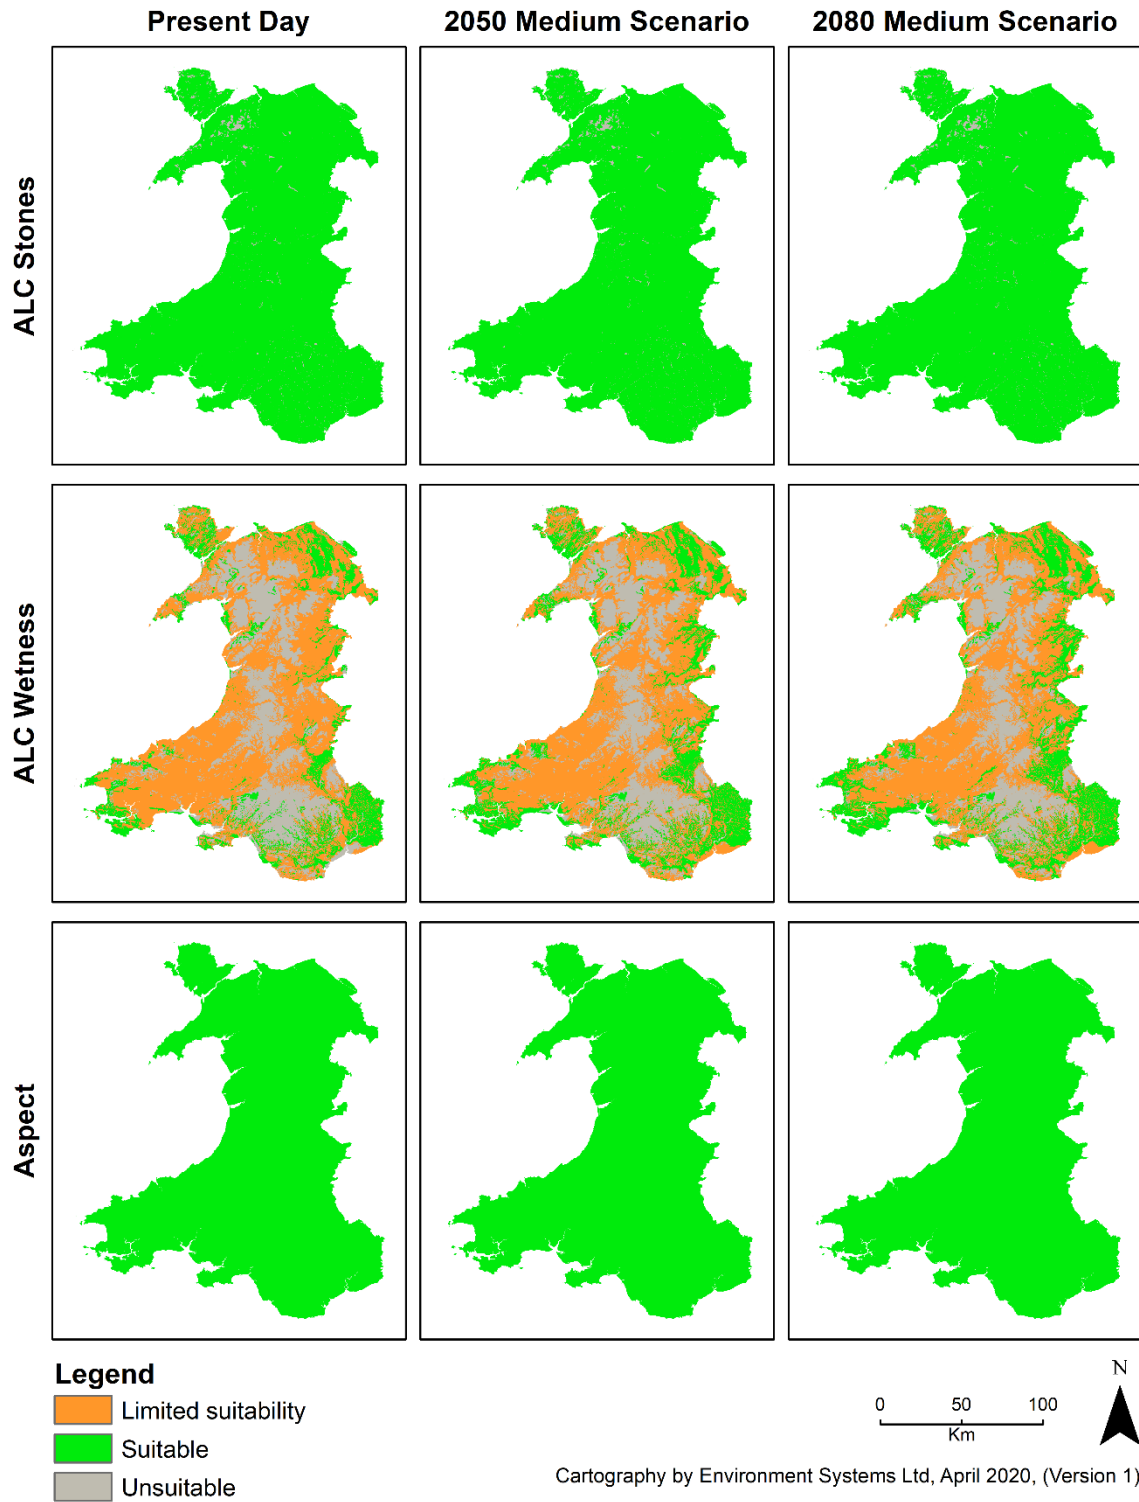 Present Day
2050 Medium Scenario
2080 Medium Scenario
ALC Stones
ALC Wetness
Aspect
Legend
Limited suitability
Suitable
Unsuitable
0 50 100
Km
N
Cartography by Environment Systems Ltd, April 2020, (Version 1)